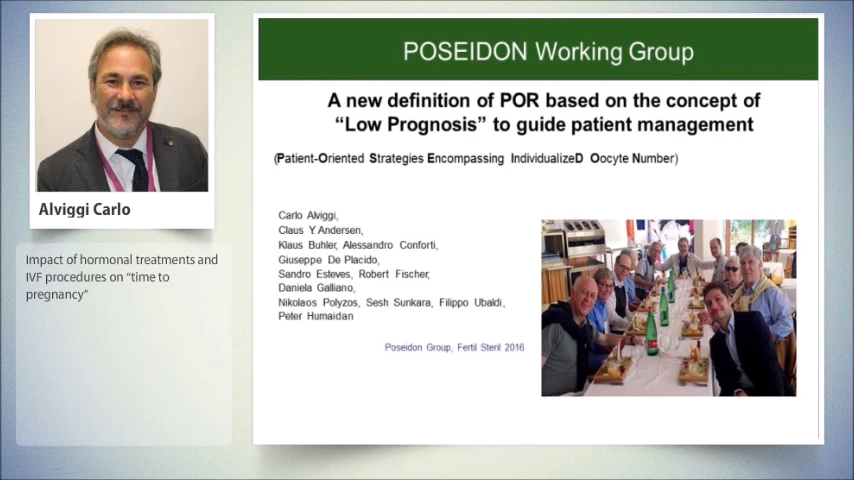 POSEIDON Working Group
A new definition of POR based on the concept of
“Low Prognosis” to guide patient management
(Patient-Oriented Strategies Encompassing IndividualizeD Oocyte Number)
Alviggi Carlo
Impact of hormonal treatments and
IVF procedures on “time to
pregnancy”
Carlo Alviggi,
Claus Y Andersen,
Klaus Buhler, Alessandro Conforti,
Giuseppe De Placido,
Sandro Esteves, Robert Fischer,
Daniela Galliano,
Nikolaos Polyzos, Sesh Sunkara, Filippo Ubaldi,
Peter Humaidan
Poseidon Group, Fertil Steril 2016